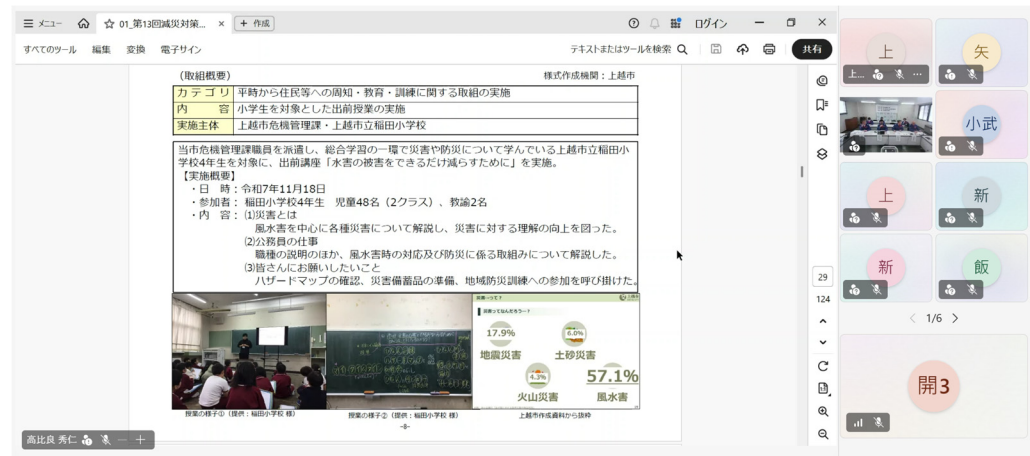 メニュー
01_第13回減災対策...
+ 作成
ログイン
すべてのツール 編集 変換 電子サイン
テキストまたはツールを検索
共有
(取組概要)
様式作成機関:上越市
カテゴリ 平時から住民等への周知・教育・訓練に関する取組の実施
内 容 小学生を対象とした出前授業の実施
実施主体 上越市危機管理課・上越市立稲田小学校
当市危機管理課職員を派遣し、総合学習の一環で災害や防災について学んでいる上越市立稲田小
学校4年生を対象に、出前講座「水害の被害をできるだけ減らすために」を実施。
【実施概要】
・日 時:令和7年11月18日
・参加者: 稲田小学校4年生 児童48名(2クラス)、教諭2名
・内 容: ⑴災害とは
風水害を中心に各種災害について解説し、災害に対する理解の向上を図った。
⑵公務員の仕事
職種の説明のほか、風水害時の対応及び防災に係る取組みについて解説した。
⑶皆さんにお願いしたいこと
ハザードマップの確認、災害備蓄品の準備、地域防災訓練への参加を呼び掛けた。
災害って?
災害ってなんだろう…?
17.9%
6.0%
地震災害
土砂災害
4.3%
57.1%
火山災害
風水害
授業の様子①(提供:稲田小学校 様)
授業の様子②(提供:稲田小学校 様)
上越市作成資料から抜粋
-8-
29
124
高比良 秀仁
上
上...
矢
小武
上
新
新
飯
1/6
開3